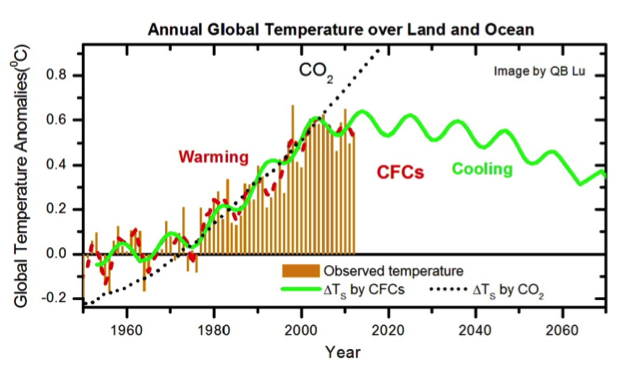 Annual Global Temperature over Land and Ocean
Global Temperature Anomalies(⁰C)
0.8
0.6
0.4
0.2
0.0
-0.2
CO₂
Image by QB Lu
Warming
CFCs
Cooling
Observed temperature
ΔTₛ by CFCs
ΔTₛ by CO₂
1960
1980
2000
2020
2040
2060
Year